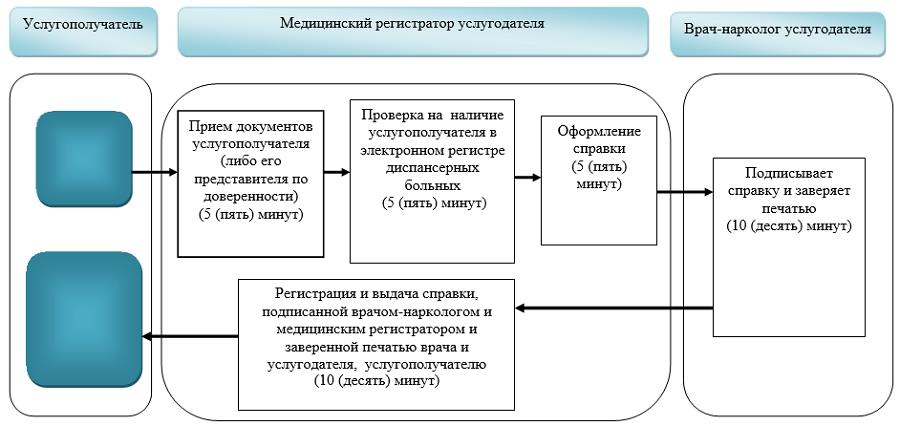 Услугополучатель
Медицинский регистратор услугодателя
Врач-нарколог услугодателя
Прием документов
услугополучателя
(либо его
представителя по
доверенности)
(5 (пять) минут)
Проверка на наличие
услугополучателя в
электронном регистре
диспансерных
больных
(5 (пять) минут)
Оформление
справки
(5 (пять)
минут)
Подписывает
справку и заверяет
печатью
(10 (десять) минут)
Регистрация и выдача справки,
подписанной врачом-наркологом и
медицинским регистратором и
заверенной печатью врача и
услугодателя, услугополучателю
(10 (десять) минут)